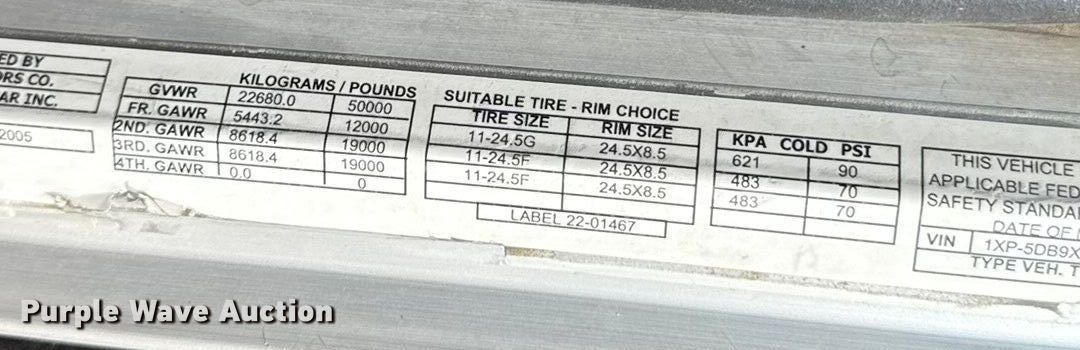 ED BY
ORS CO.
AR INC.
2005
KILOGRAMS / POUNDS
GVWR 22680.0 50000
FR. GAWR 5443.2 12000
2ND. GAWR 8618.4 19000
3RD. GAWR 8618.4 19000
4TH. GAWR 0.0 0
SUITABLE TIRE - RIM CHOICE
TIRE SIZE RIM SIZE
11-24.5G 24.5X8.5
11-24.5F 24.5X8.5
11-24.5F 24.5X8.5
LABEL 22-01467
KPA COLD PSI
621 90
483 70
483 70
THIS VEHICLE
APPLICABLE FED
SAFETY STANDA
DATE OF
VIN 1XP-5DB9X
TYPE VEH. T
Purple Wave Auction